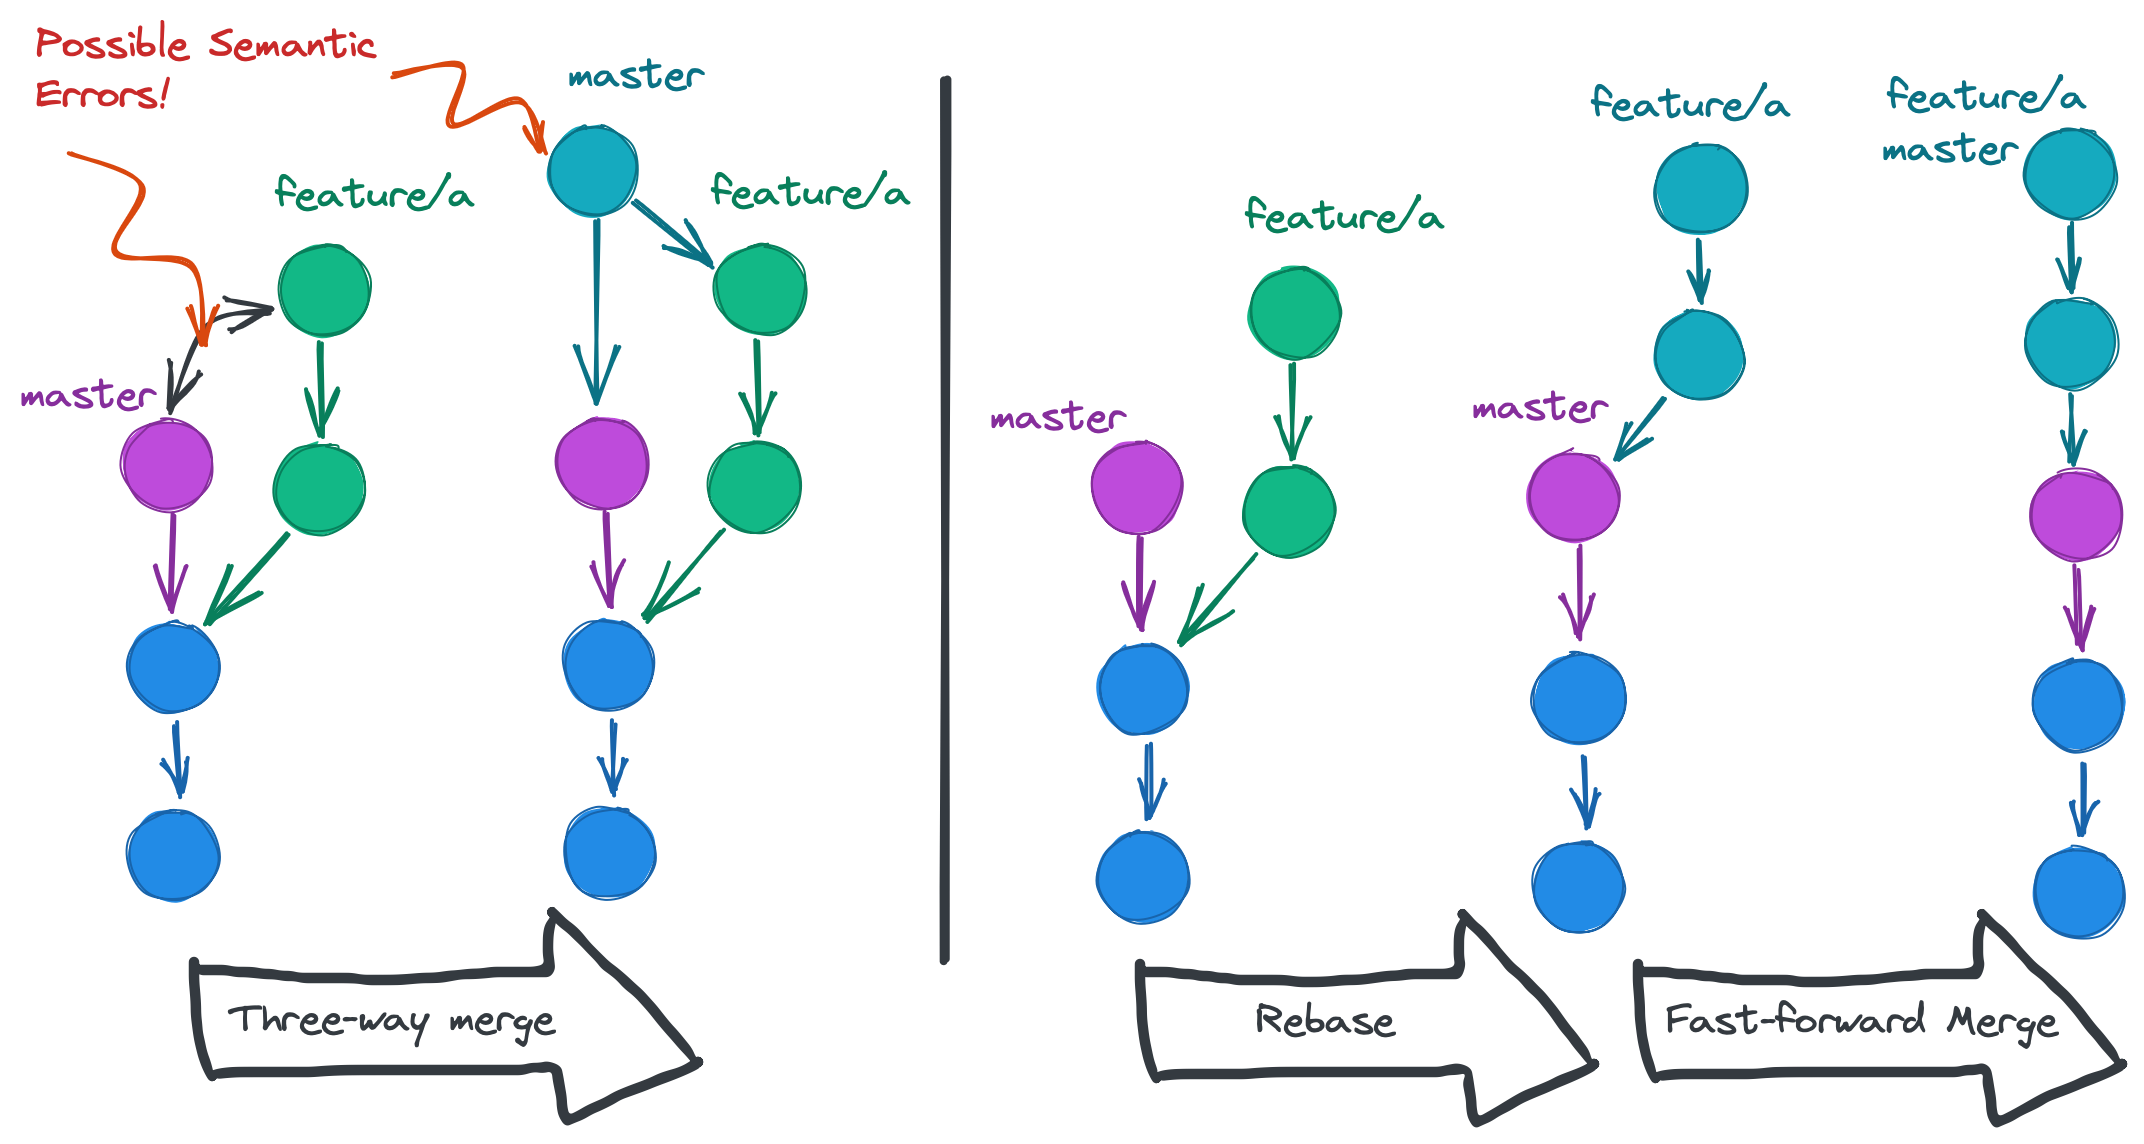 Possible Semantic
Errors!
master
feature/a
feature/a
master
master
feature/a
master
feature/a
master
feature/a
master
Three-way merge
Rebase
Fast-forward Merge